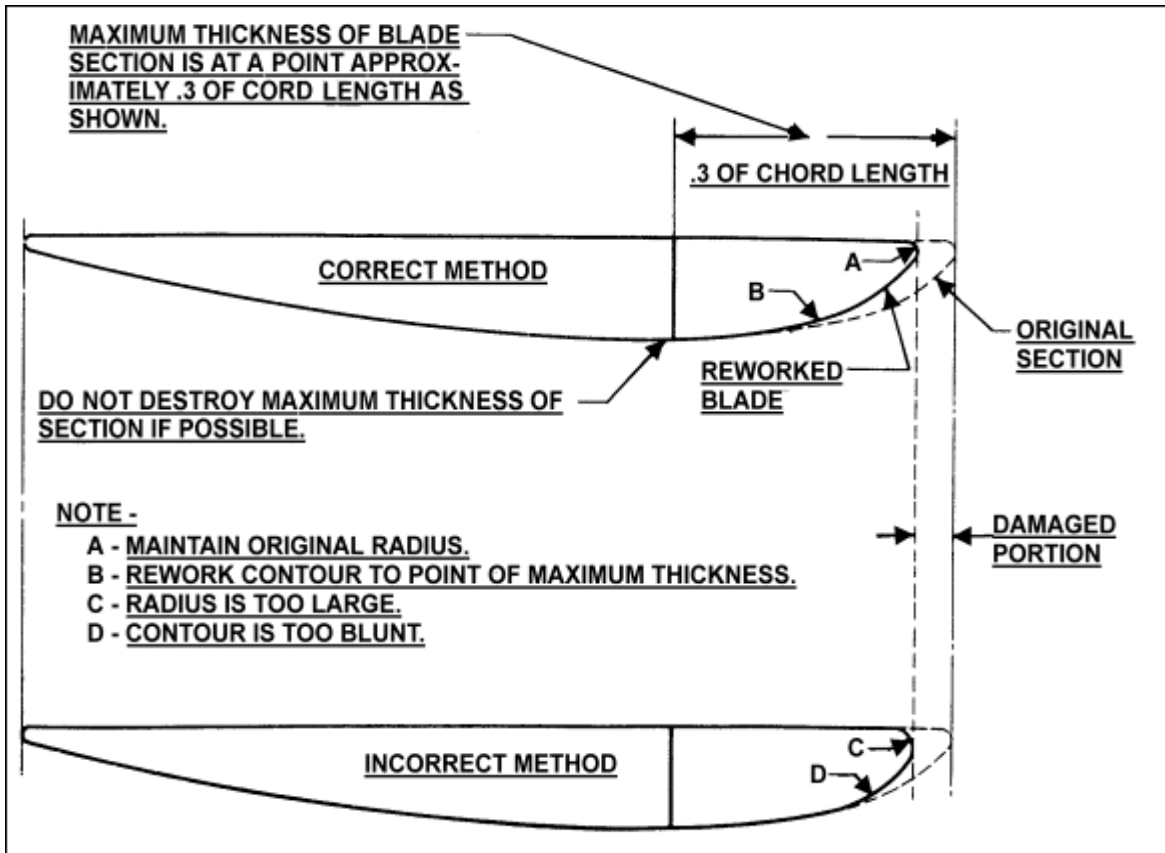 MAXIMUM THICKNESS OF BLADE
SECTION IS AT A POINT APPROX-
IMATELY .3 OF CORD LENGTH AS
SHOWN.
.3 OF CHORD LENGTH
CORRECT METHOD
A
B
ORIGINAL
SECTION
REWORKED
BLADE
DO NOT DESTROY MAXIMUM THICKNESS OF
SECTION IF POSSIBLE.
NOTE -
A - MAINTAIN ORIGINAL RADIUS.
B - REWORK CONTOUR TO POINT OF MAXIMUM THICKNESS.
C - RADIUS IS TOO LARGE.
D - CONTOUR IS TOO BLUNT.
DAMAGED
PORTION
INCORRECT METHOD
C
D